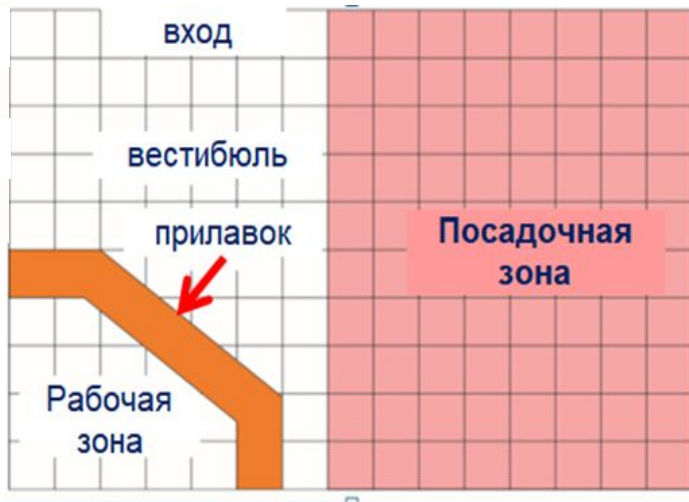 вход
вестибюль
прилавок
Посадочная
зона
Рабочая
зона